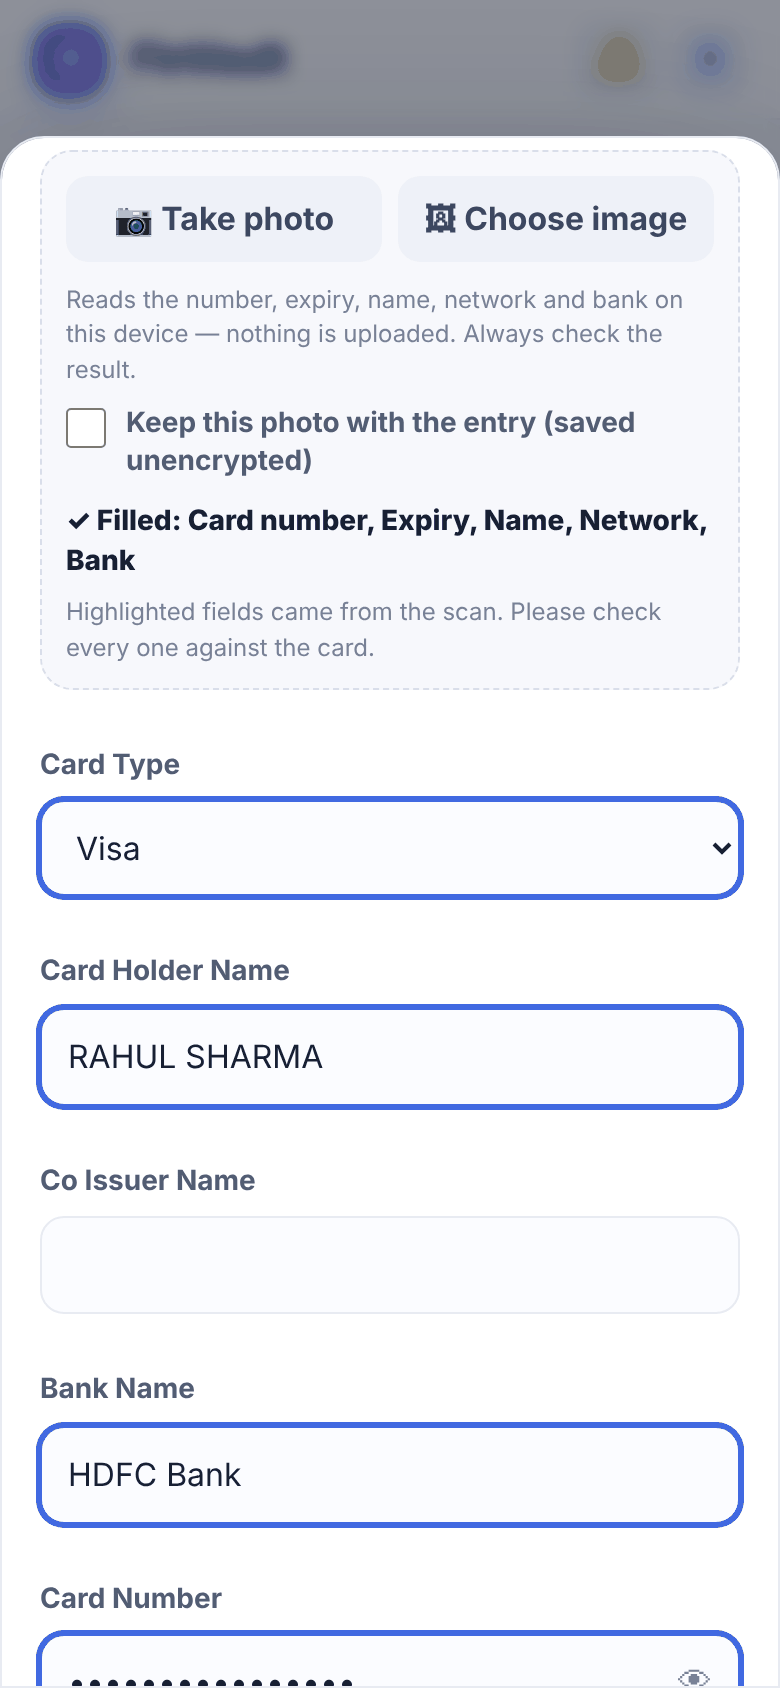 Take photo
Choose image
Reads the number, expiry, name, network and bank on
this device — nothing is uploaded. Always check the
result.
Keep this photo with the entry (saved
unencrypted)
✓ Filled: Card number, Expiry, Name, Network,
Bank
Highlighted fields came from the scan. Please check
every one against the card.
Card Type
Visa
Card Holder Name
RAHUL SHARMA
Co Issuer Name
Bank Name
HDFC Bank
Card Number
••••••••••••••••